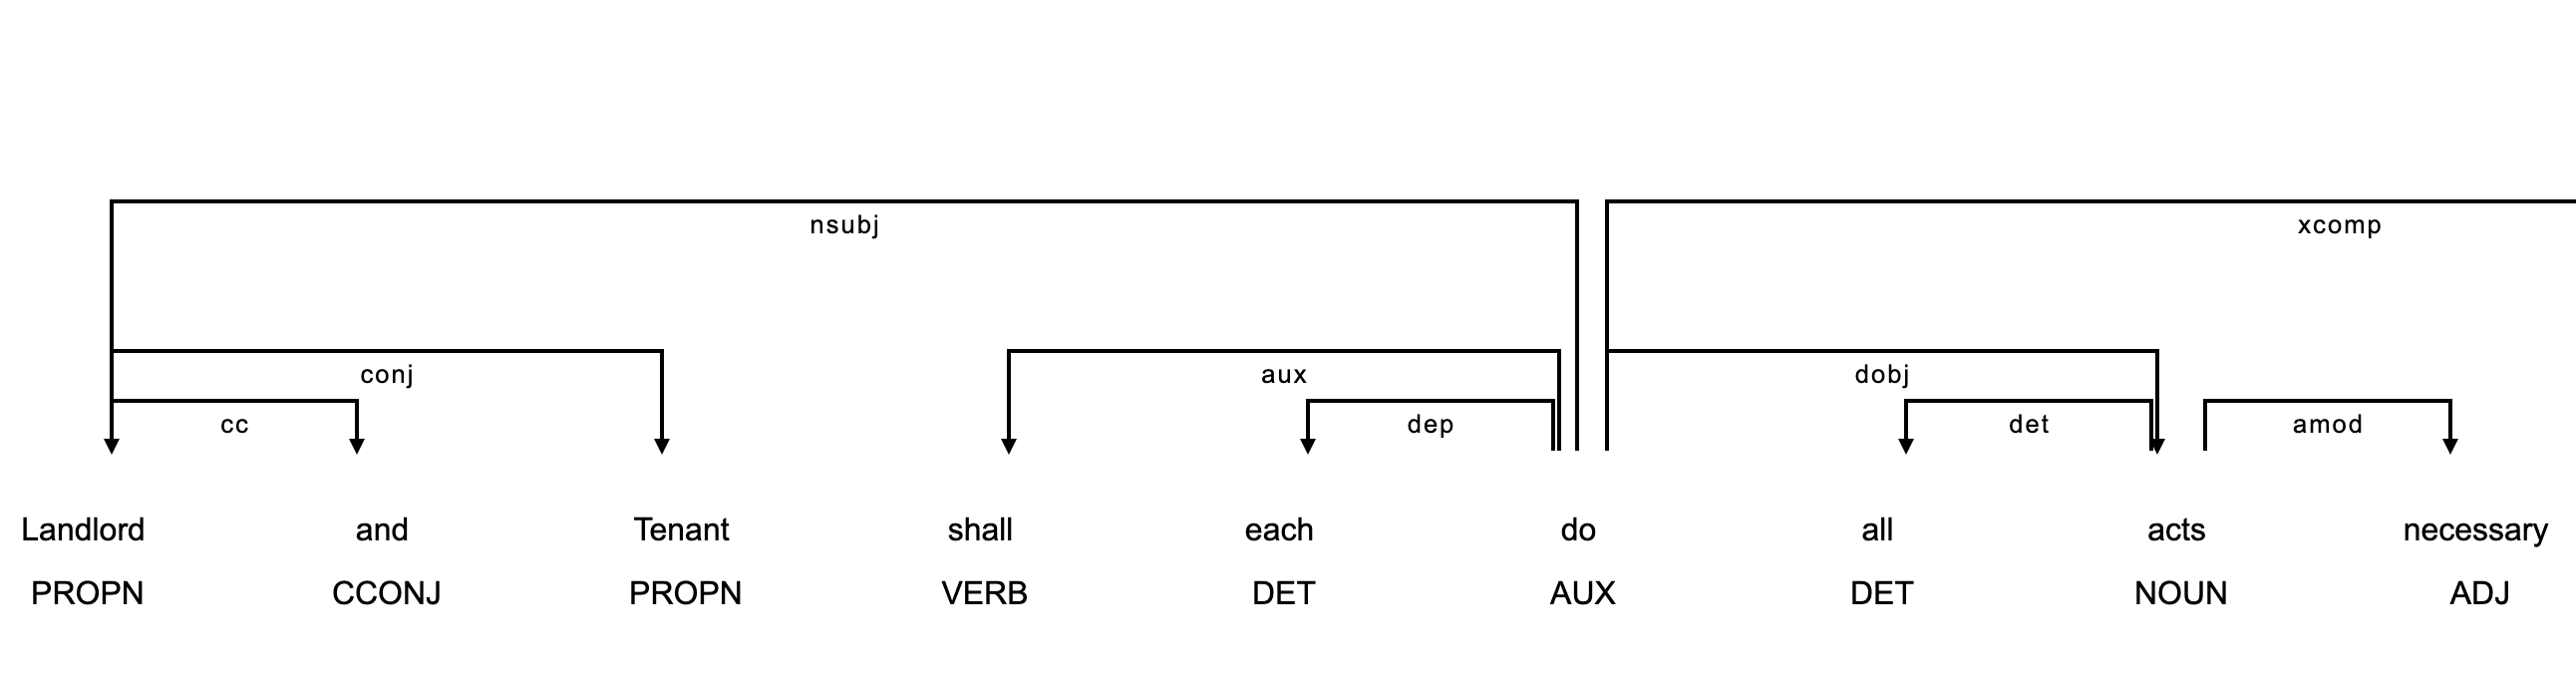 nsubj xcomp
conj aux dobj
cc dep det amod
Landlord and Tenant shall each do all acts necessary
PROPN CCONJ PROPN VERB DET AUX DET NOUN ADJ